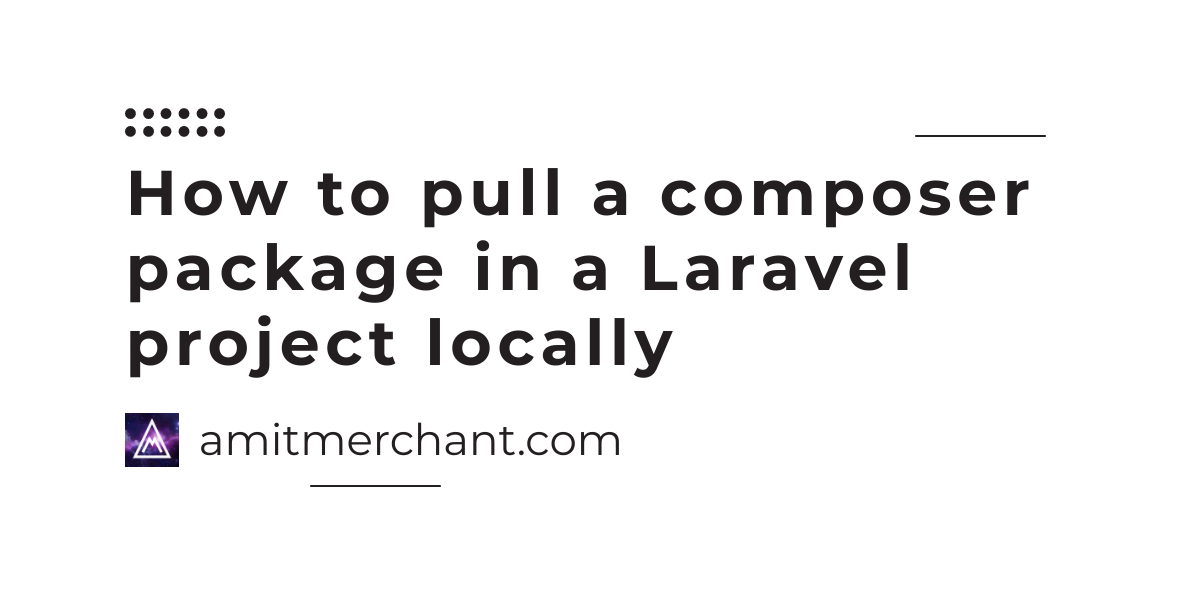 How to pull a composer
package in a Laravel
project locally
amitmerchant.com